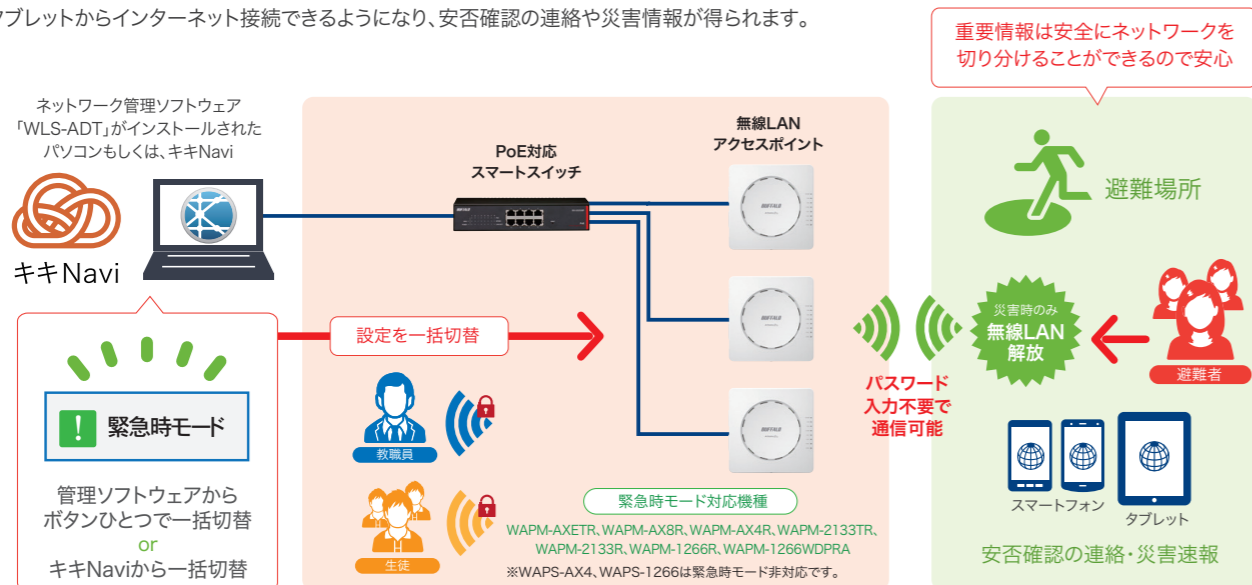 タブレットからインターネット接続できるようになり、安否確認の連絡や災害情報が得られます。
重要情報は安全にネットワークを
切り分けることができるので安心
ネットワーク管理ソフトウェア
「WLS-ADT」がインストールされた
パソコンもしくは、キキNavi
キキNavi
緊急時モード
管理ソフトウェアから
ボタンひとつで一括切替
or
キキNaviから一括切替
設定を一括切替
PoE対応
スマートスイッチ
無線LAN
アクセスポイント
BUFFALO
BUFFALO
BUFFALO
BUFFALO
教職員
生徒
緊急時モード対応機種
WAPM-AXETR、WAPM-AX8R、WAPM-AX4R、WAPM-2133TR、
WAPM-2133R、WAPM-1266R、WAPM-1266WDPRA
※WAPS-AX4、WAPS-1266は緊急時モード非対応です。
パスワード
入力不要で
通信可能
避難場所
災害時のみ
無線LAN
解放
避難者
スマートフォン
タブレット
安否確認の連絡・災害速報